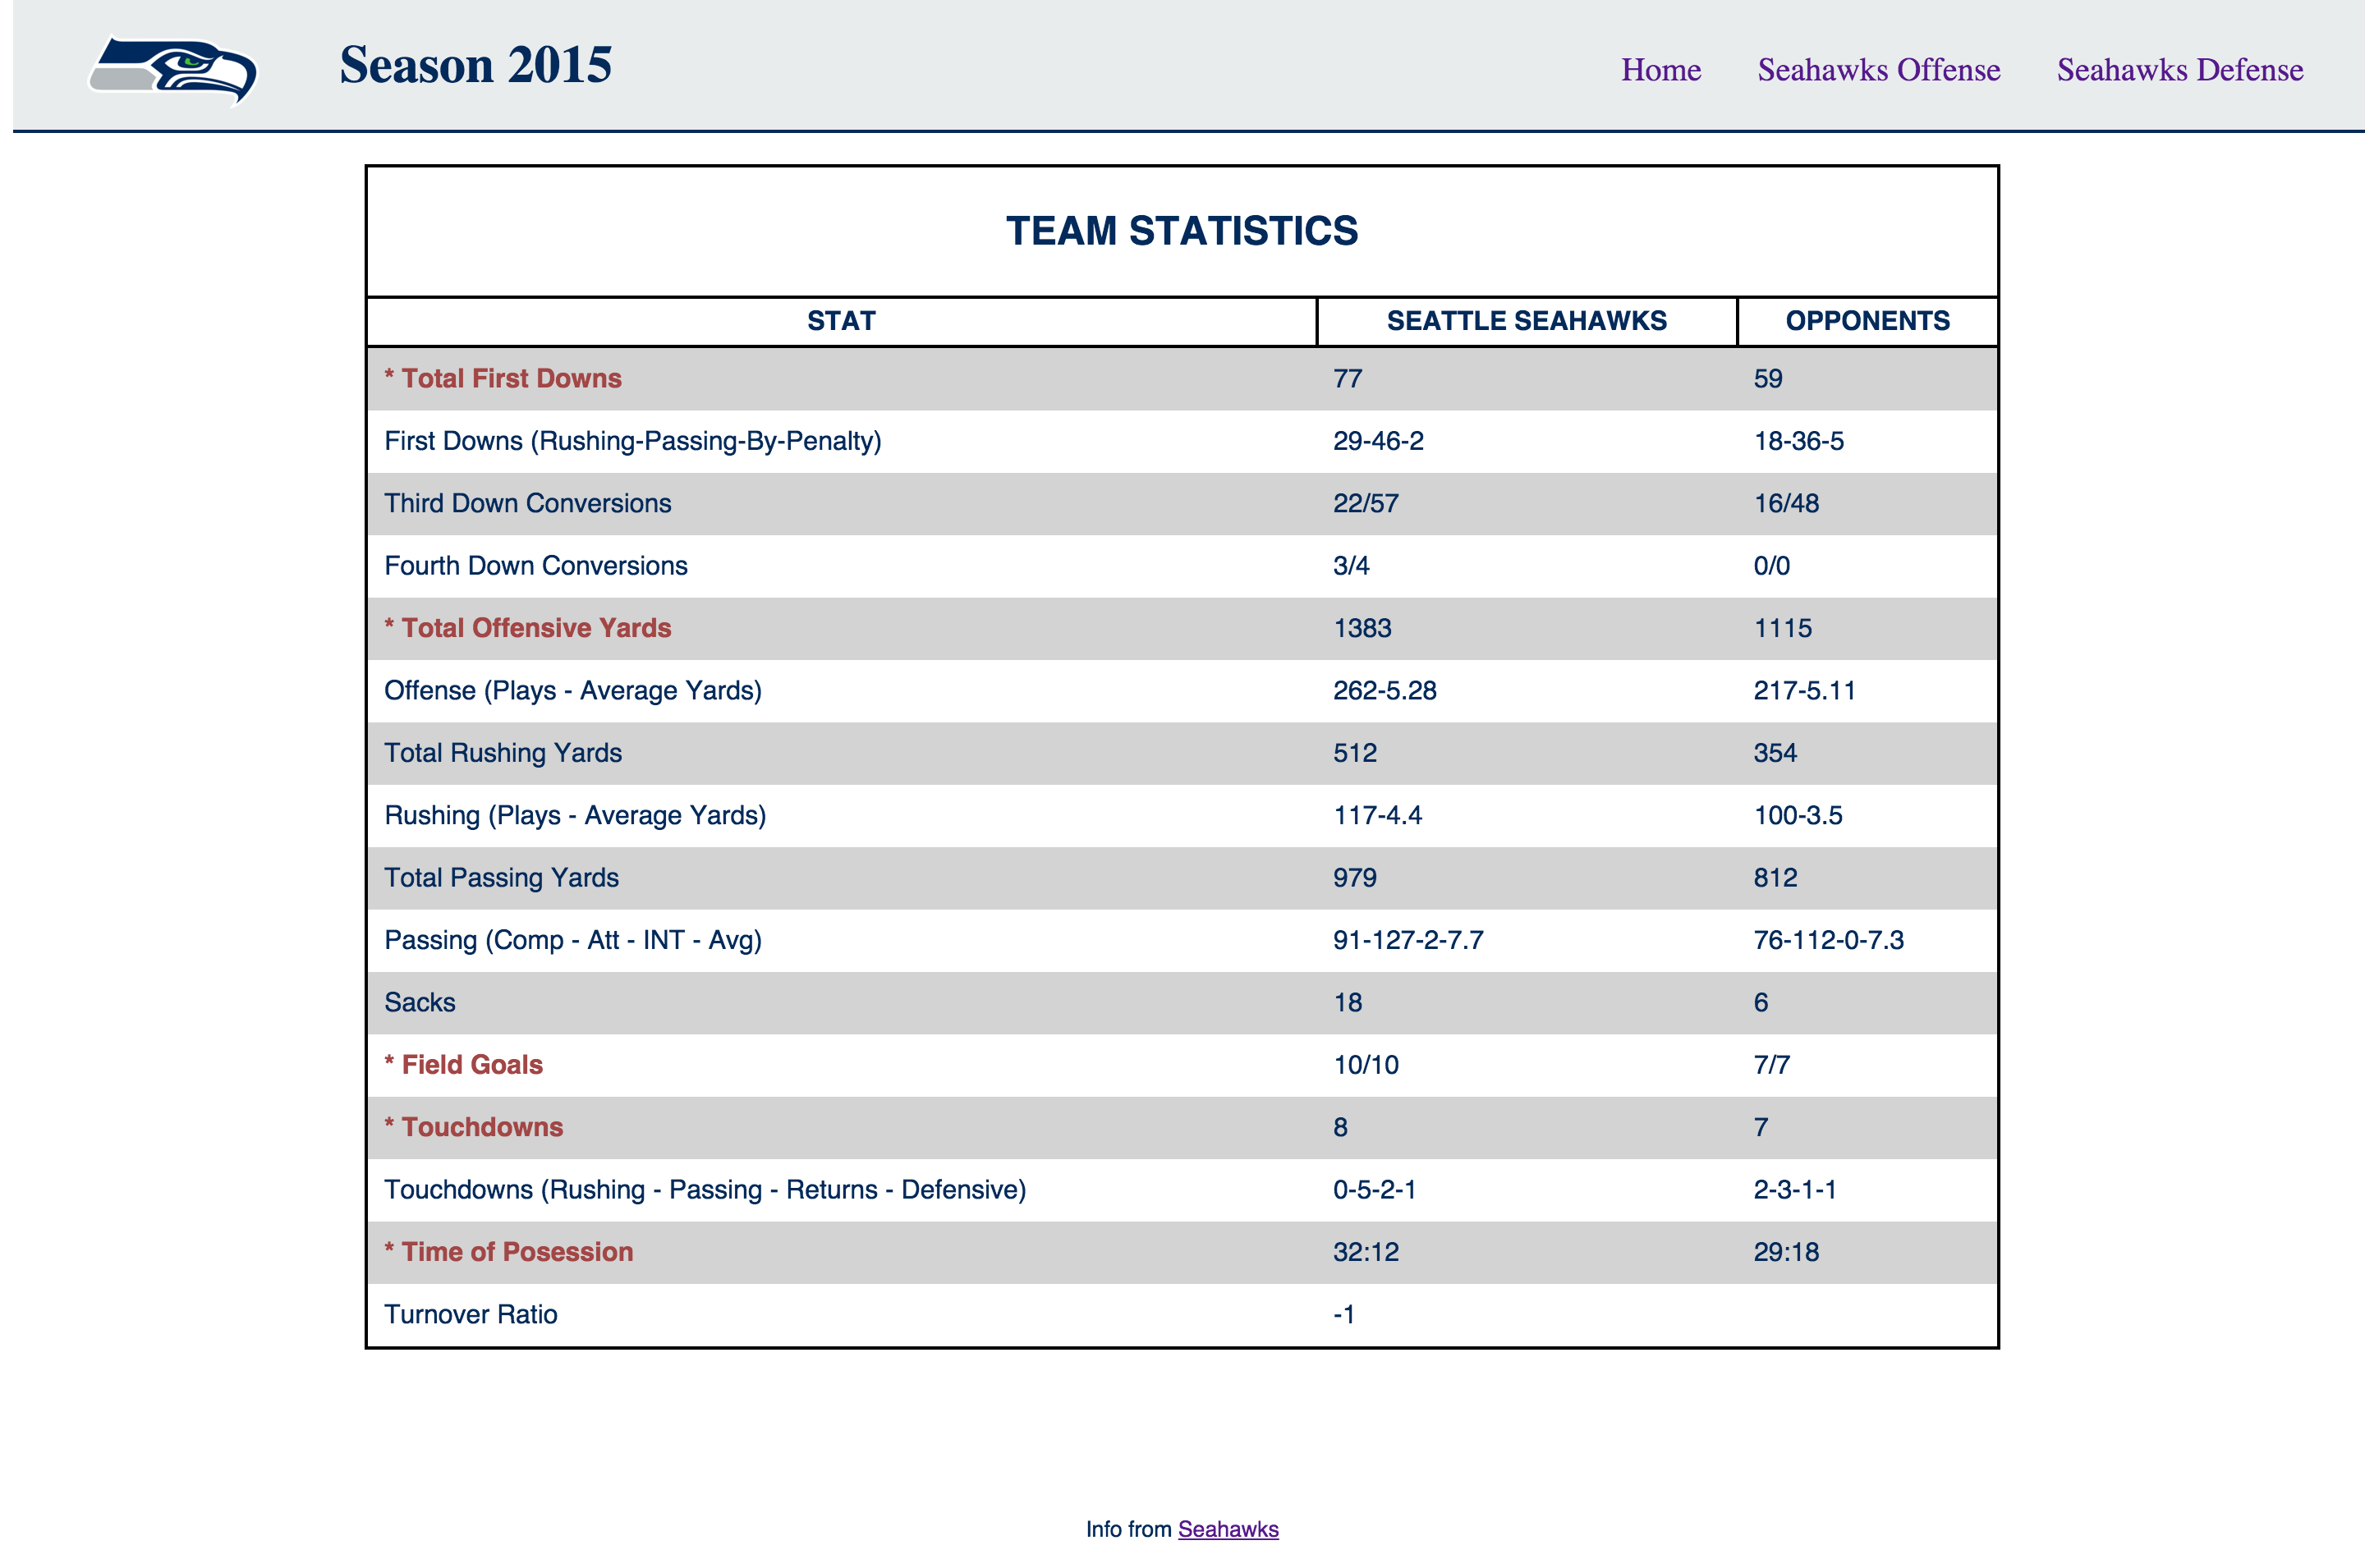 Season 2015
Home Seahawks Offense Seahawks Defense
TEAM STATISTICS
STAT SEATTLE SEAHAWKS OPPONENTS
* Total First Downs 77 59
First Downs (Rushing-Passing-By-Penalty) 29-46-2 18-36-5
Third Down Conversions 22/57 16/48
Fourth Down Conversions 3/4 0/0
* Total Offensive Yards 1383 1115
Offense (Plays - Average Yards) 262-5.28 217-5.11
Total Rushing Yards 512 354
Rushing (Plays - Average Yards) 117-4.4 100-3.5
Total Passing Yards 979 812
Passing (Comp - Att - INT - Avg) 91-127-2-7.7 76-112-0-7.3
Sacks 18 6
* Field Goals 10/10 7/7
* Touchdowns 8 7
Touchdowns (Rushing - Passing - Returns - Defensive) 0-5-2-1 2-3-1-1
* Time of Posession 32:12 29:18
Turnover Ratio -1
Info from Seahawks